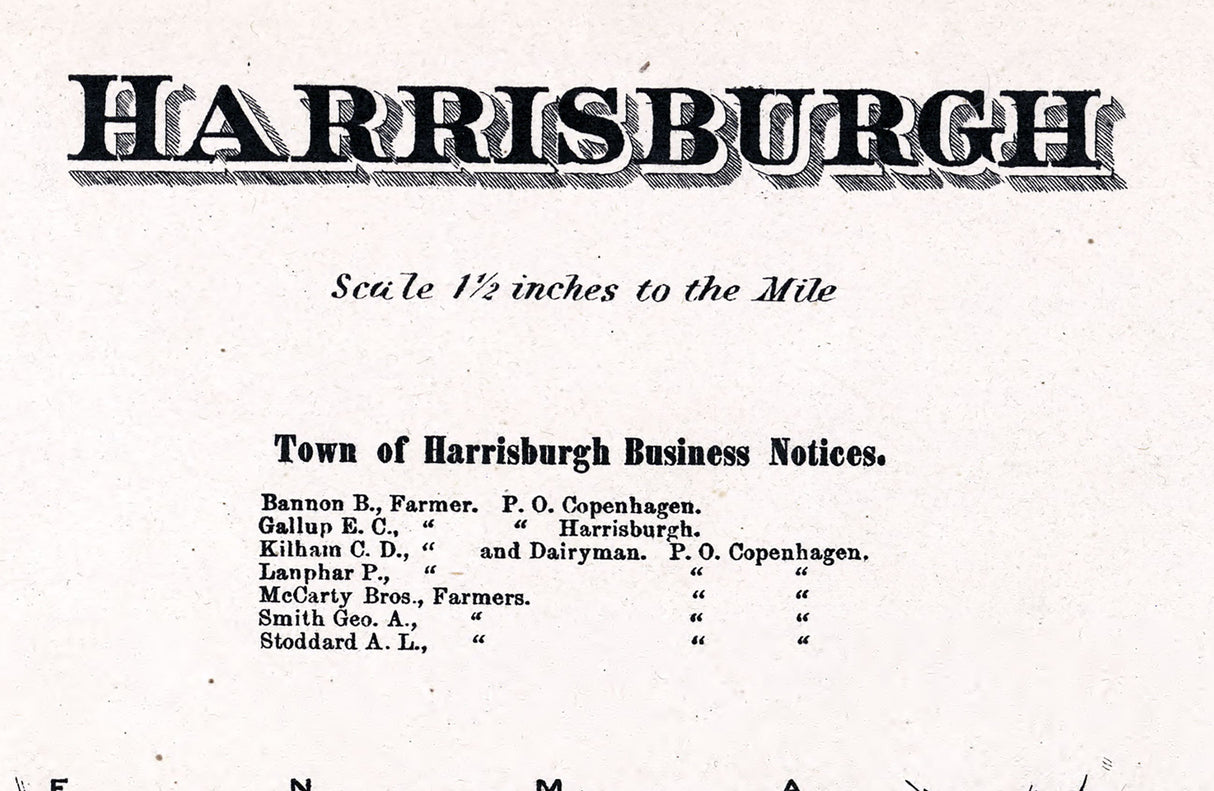 HARRISBURGH
Scale 1½ inches to the Mile
Town of Harrisburgh Business Notices.
Bannon B., Farmer. P. O. Copenhagen.
Gallup E. C., “ “ Harrisburgh.
Kilham C. D., “ and Dairyman. P. O. Copenhagen.
Lanphar P., “ “ “
McCarty Bros., Farmers. “ “
Smith Geo. A., “ “ “
Stoddard A. L., “ “ “
F N M A